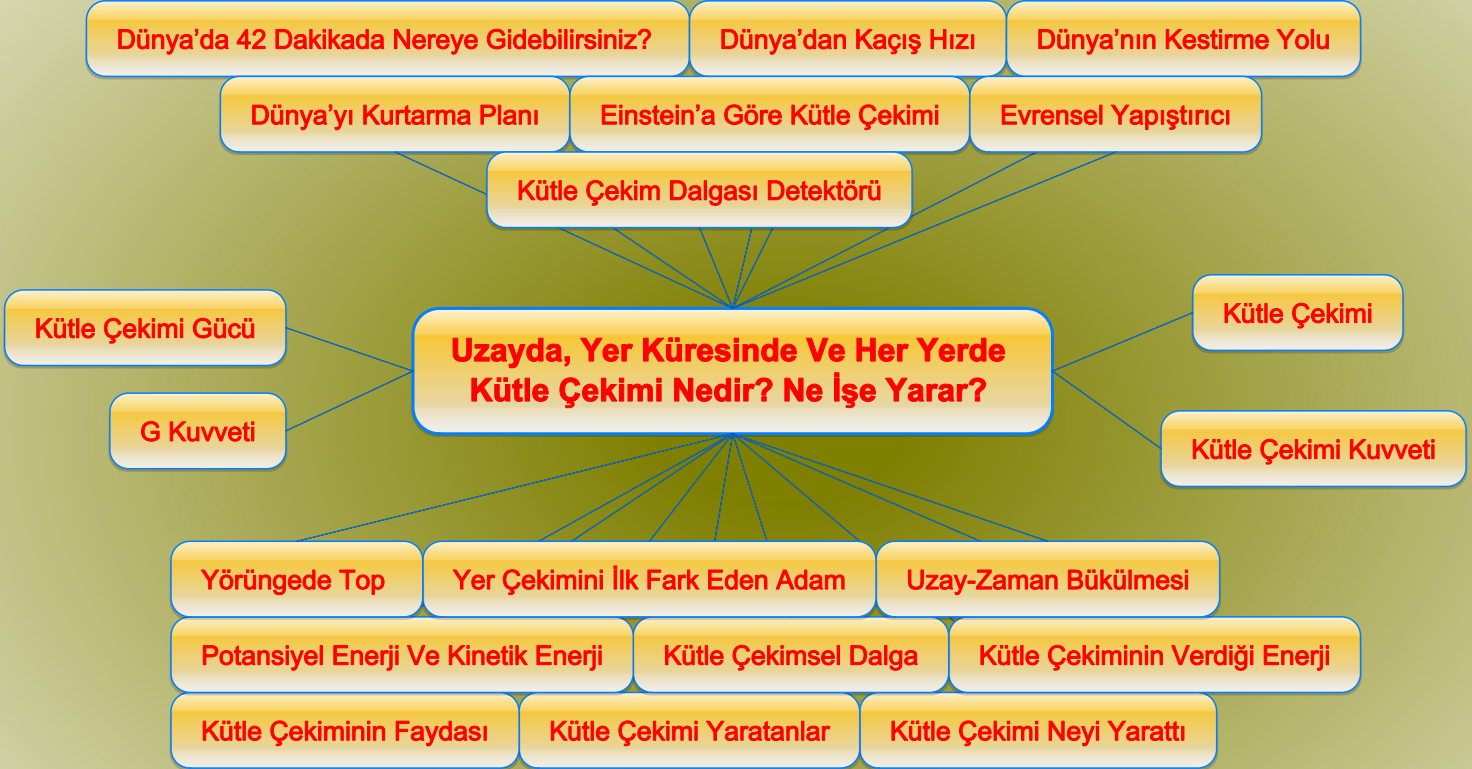 Dünya’da 42 Dakikada Nereye Gidebilirsiniz?
Dünya’dan Kaçış Hızı
Dünya’nın Kestirme Yolu
Dünya’yı Kurtarma Planı
Einstein’a Göre Kütle Çekimi
Evrensel Yapıştırıcı
Kütle Çekim Dalgası Detektörü
Kütle Çekimi Gücü
G Kuvveti
Uzayda, Yer Küresinde Ve Her Yerde
Kütle Çekimi Nedir? Ne İşe Yarar?
Kütle Çekimi
Kütle Çekimi Kuvveti
Yörüngede Top
Yer Çekimini İlk Fark Eden Adam
Uzay-Zaman Bükülmesi
Potansiyel Enerji Ve Kinetik Enerji
Kütle Çekimsel Dalga
Kütle Çekiminin Verdiği Enerji
Kütle Çekiminin Faydası
Kütle Çekimi Yaratanlar
Kütle Çekimi Neyi Yarattı